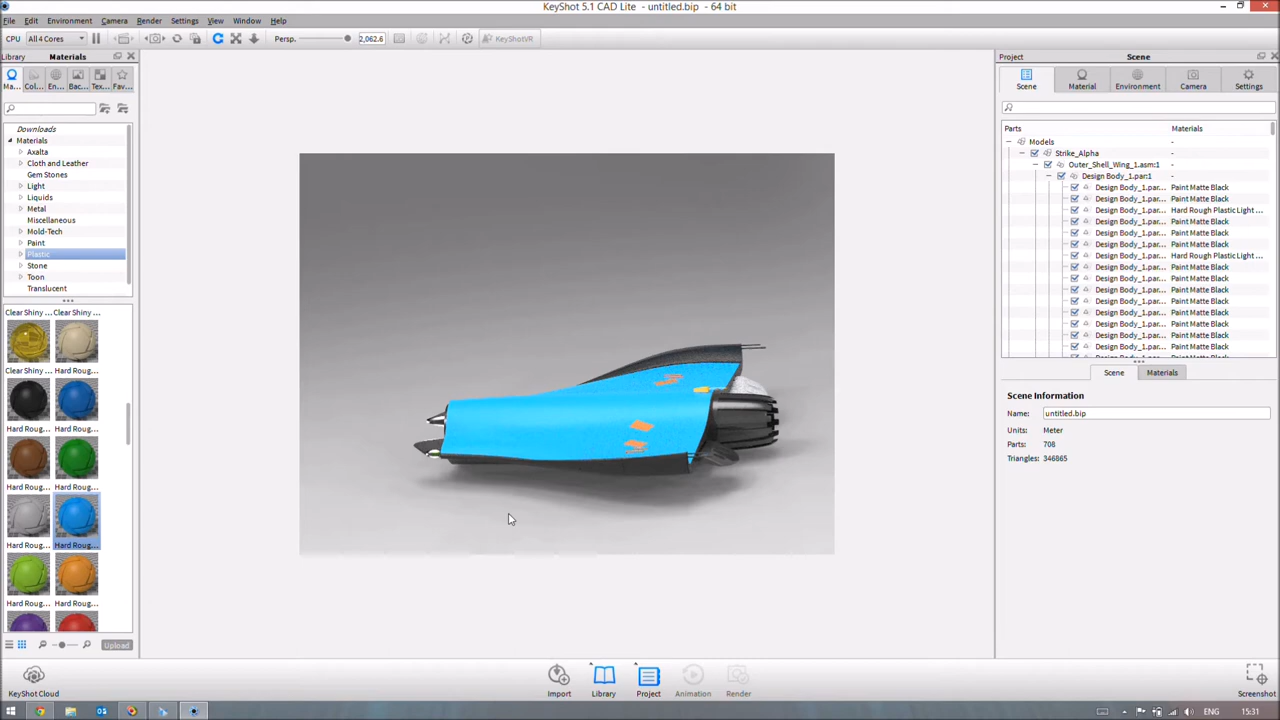 KeyShot 5.1 CAD Lite - untitled.bip - 64 bit
File Edit Environment Camera Render Settings View Window Help
CPU All 4 Cores Persp. 2,062.6 KeyShotVR
Library Materials
Ma... Col... En... Bac... Tex... Fav...
Downloads
Materials
Axalta
Cloth and Leather
Gem Stones
Light
Liquids
Metal
Miscellaneous
Mold-Tech
Paint
Plastic
Stone
Toon
Translucent
Clear Shiny ... Clear Shiny ...
Clear Shiny ... Hard Roug...
Hard Roug... Hard Roug...
Hard Roug... Hard Roug...
Hard Roug... Hard Roug...
Hard Roug... Hard Roug...
Upload
Project Scene
Scene Material Environment Camera Settings
Parts Materials
Models
Strike_Alpha -
Outer_Shell_Wing_1.asm:1 -
Design Body_1.par:1 -
Design Body_1.par... Paint Matte Black
Design Body_1.par... Paint Matte Black
Design Body_1.par... Hard Rough Plastic Light ...
Design Body_1.par... Paint Matte Black
Design Body_1.par... Paint Matte Black
Design Body_1.par... Paint Matte Black
Design Body_1.par... Hard Rough Plastic Light ...
Design Body_1.par... Paint Matte Black
Design Body_1.par... Paint Matte Black
Design Body_1.par... Paint Matte Black
Design Body_1.par... Paint Matte Black
Design Body_1.par... Paint Matte Black
Design Body_1.par... Paint Matte Black
Design Body_1.par... Paint Matte Black
Design Body_1.par... Paint Matte Black
Scene Materials
Scene Information
Name: untitled.bip
Units: Meter
Parts: 708
Triangles: 346865
KeyShot Cloud Import Library Project Animation Render Screenshot
ENG 15:31